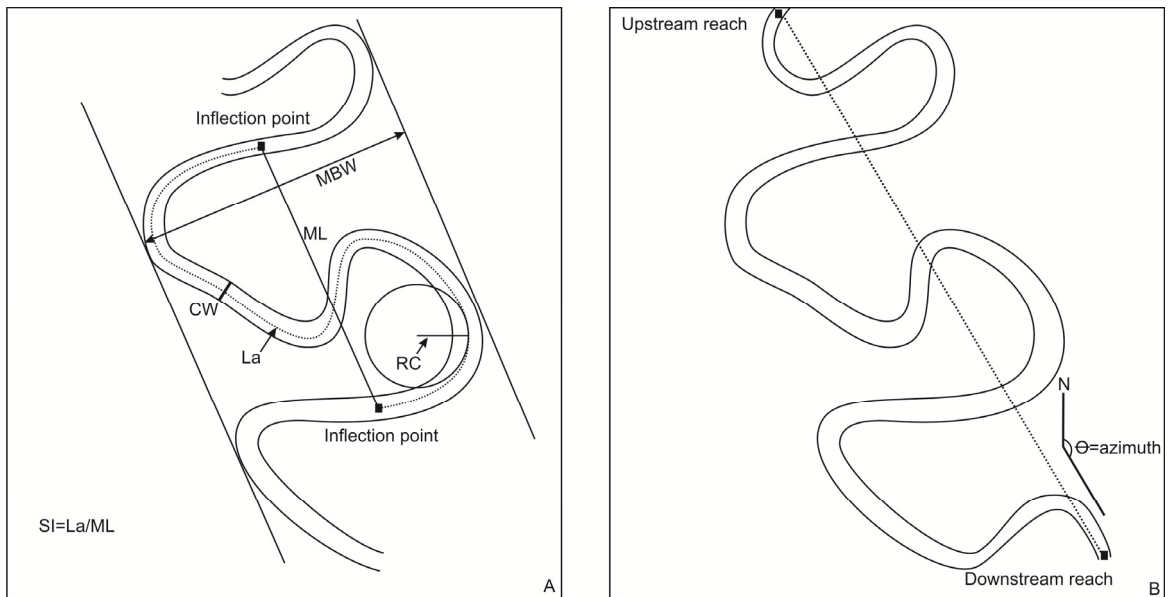 Inflection point
MBW
ML
CW
La
RC
Inflection point
SI=La/ML
A
Upstream reach
N
Θ=azimuth
Downstream reach
B